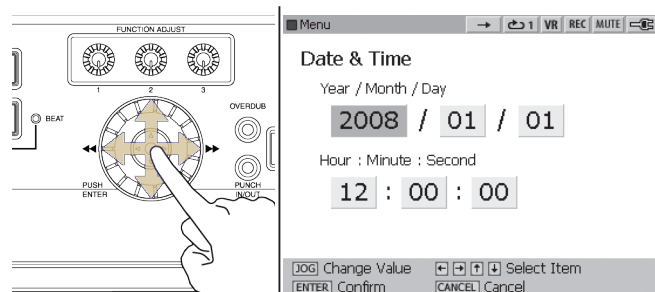 FUNCTION ADJUST
1 2 3
BEAT
OVERDUB
PUSH
ENTER
PUNCH
IN/OUT
Menu → 1 VR REC MUTE
Date & Time
Year / Month / Day
2008 / 01 / 01
Hour : Minute : Second
12 : 00 : 00
JOG Change Value ← → ↑ ↓ Select Item
ENTER Confirm CANCEL Cancel